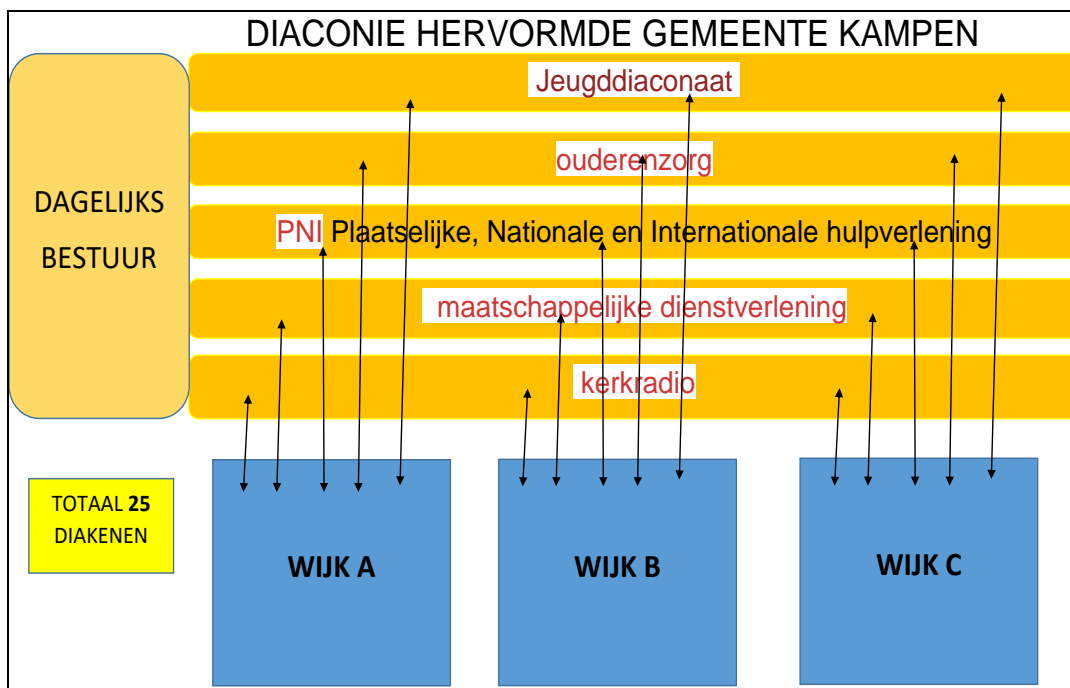 DIACONIE HERVORMDE GEMEENTE KAMPEN
Jeugddiaconaat
ouderenzorg
DAGELIJKS
BESTUUR
PNI Plaatselijke, Nationale en Internationale hulpverlening
maatschappelijke dienstverlening
kerkradio
TOTAAL 25
DIAKENEN
WIJK A
WIJK B
WIJK C